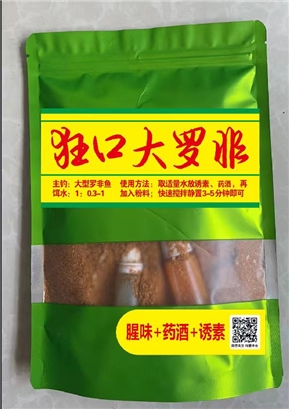 狂口大罗非
主钓：大型罗非鱼 使用方法：取适量水放诱素、药酒，再
饵水：1：0.3-1 加入粉料；快速搅拌静置3-5分钟即可
腥味+药酒+诱素